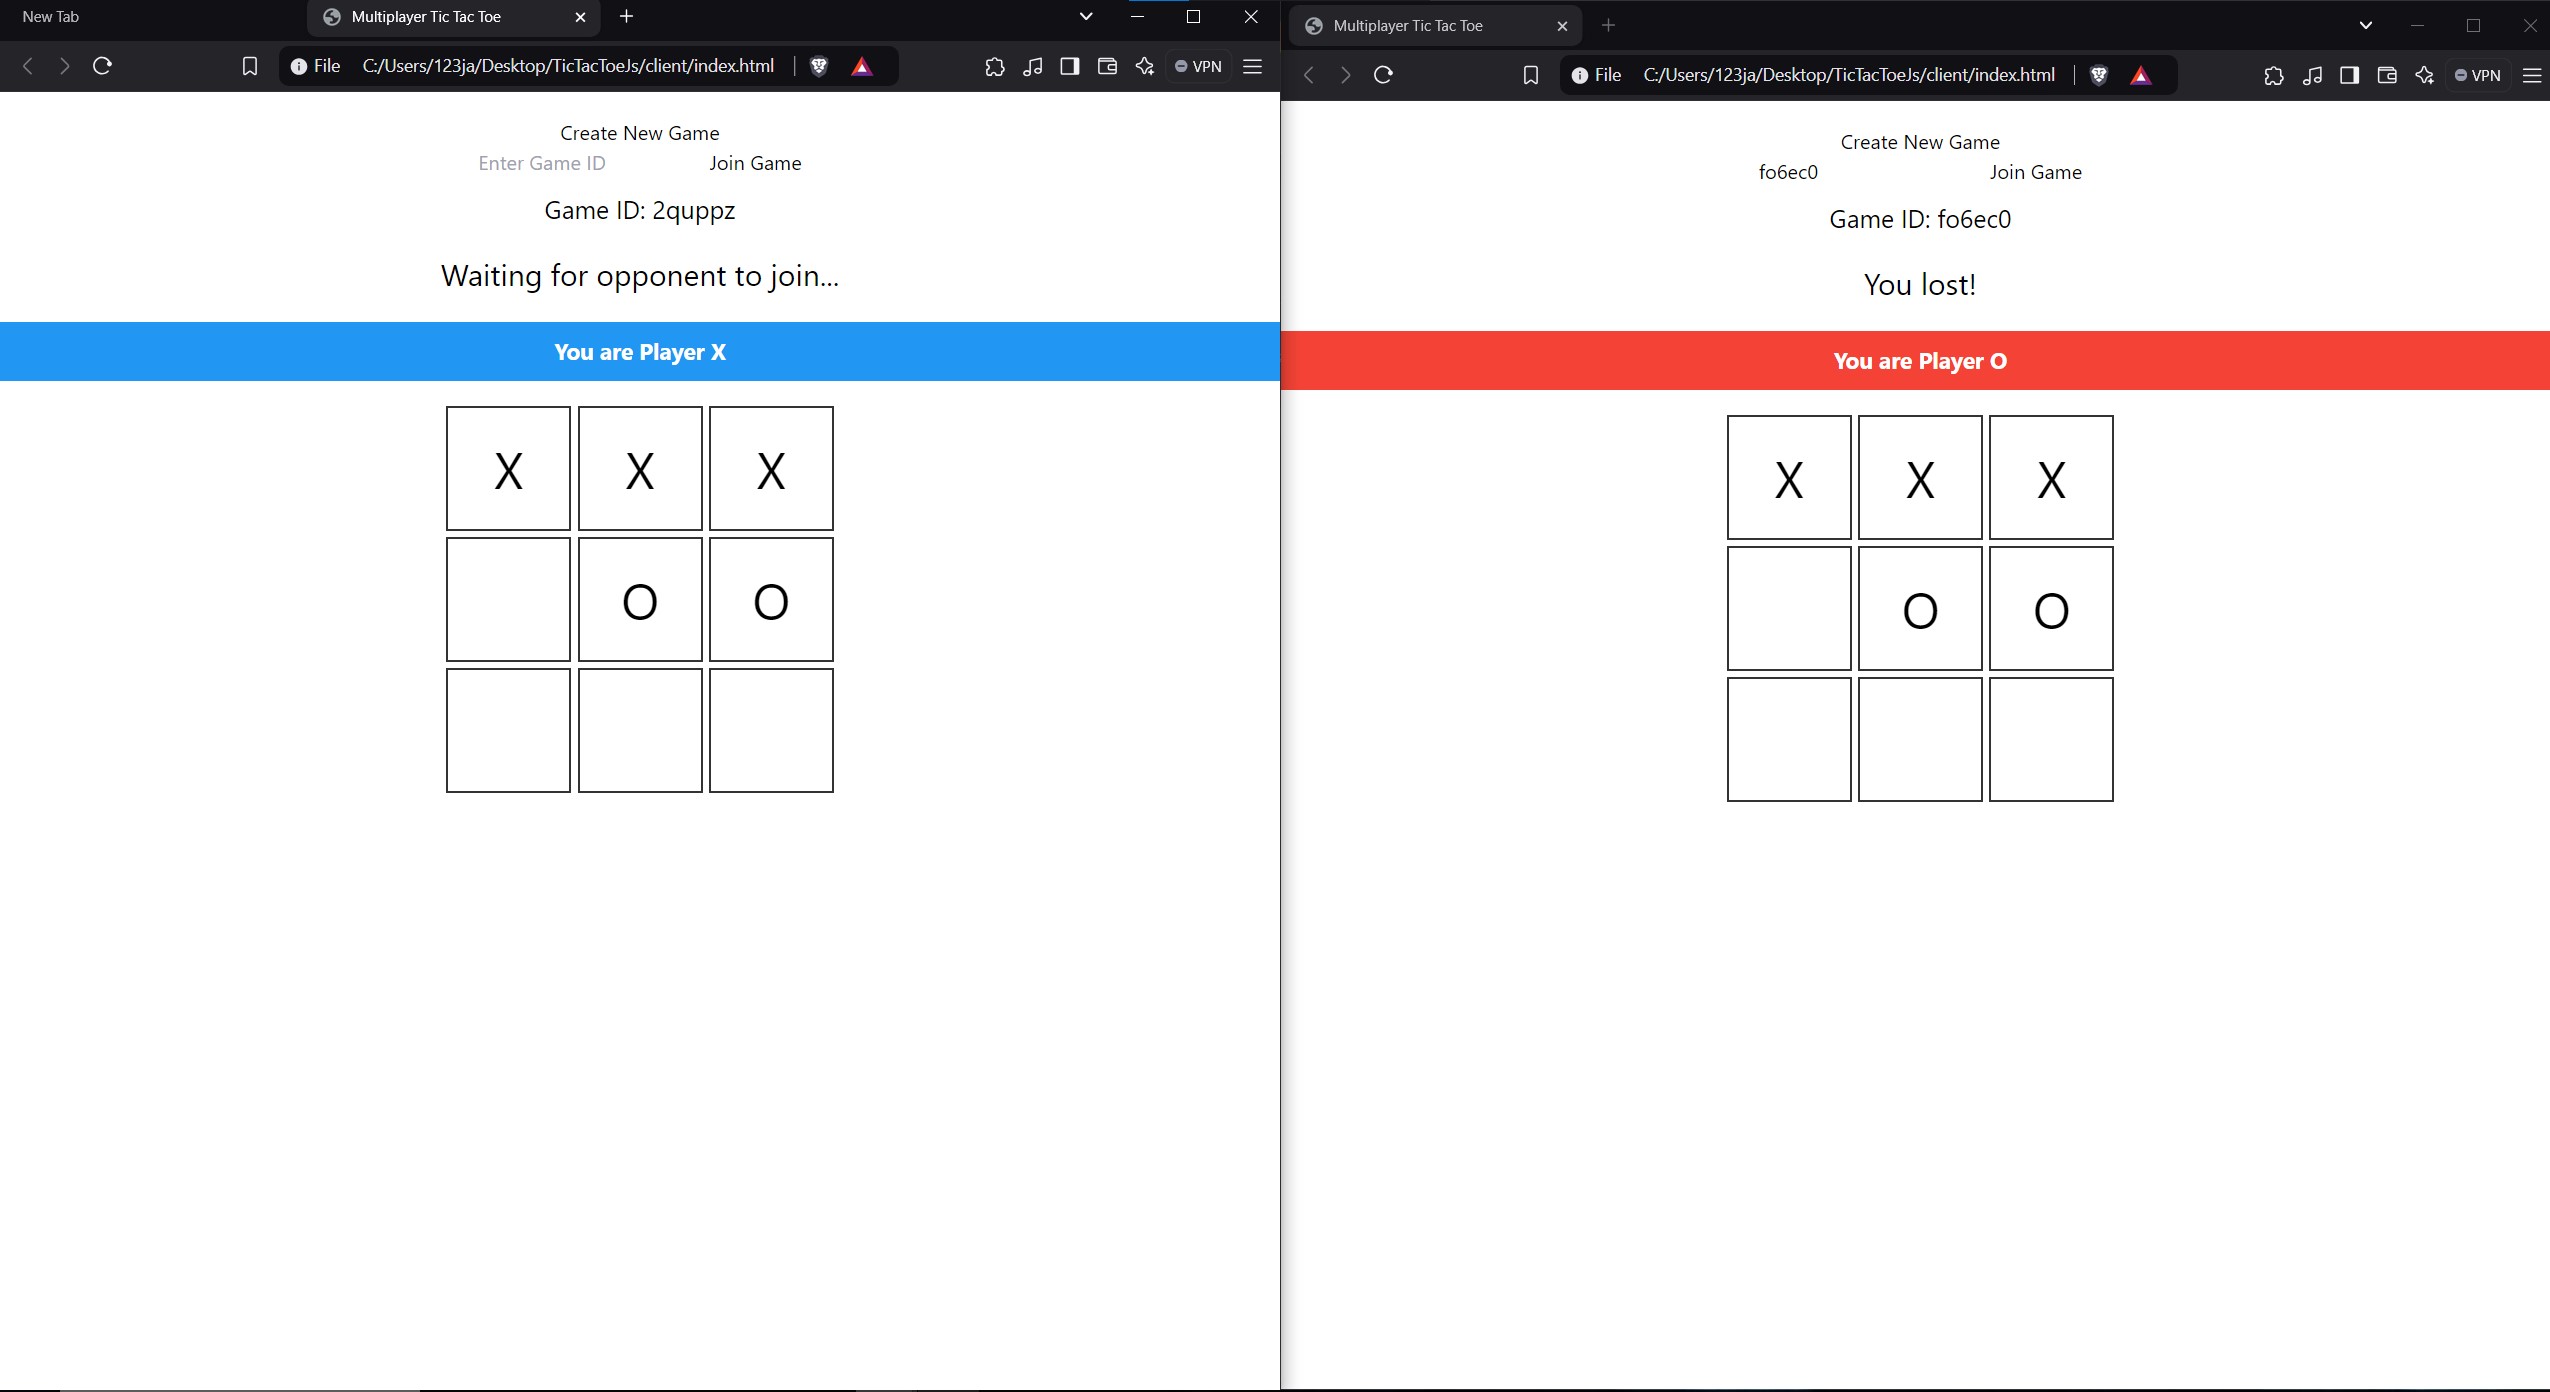 New Tab
Multiplayer Tic Tac Toe
File C:/Users/123ja/Desktop/TicTacToeJs/client/index.html
VPN
Create New Game
Enter Game ID Join Game
Game ID: 2quppz
Waiting for opponent to join...
You are Player X
X X X
O O
Multiplayer Tic Tac Toe
File C:/Users/123ja/Desktop/TicTacToeJs/client/index.html
VPN
Create New Game
fo6ec0 Join Game
Game ID: fo6ec0
You lost!
You are Player O
X X X
O O